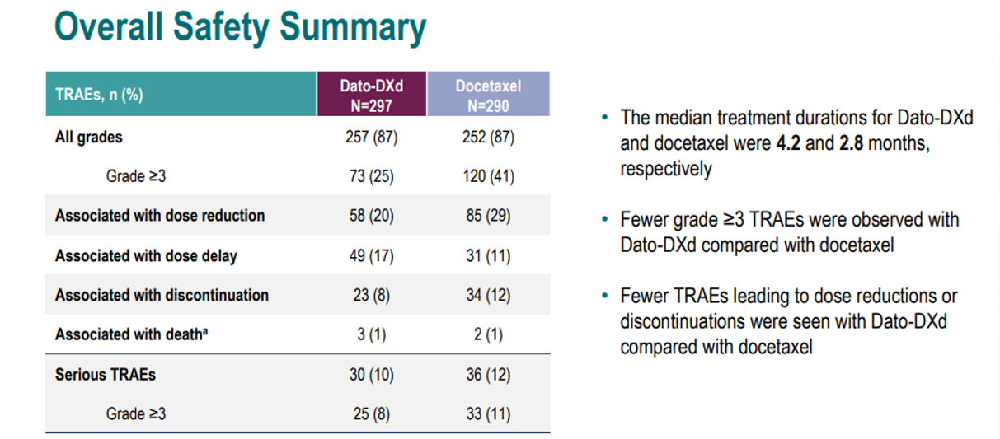 Overall Safety Summary
TRAEs, n (%) Dato-DXd N=297 Docetaxel N=290
All grades 257 (87) 252 (87)
Grade ≥3 73 (25) 120 (41)
Associated with dose reduction 58 (20) 85 (29)
Associated with dose delay 49 (17) 31 (11)
Associated with discontinuation 23 (8) 34 (12)
Associated with deathᵃ 3 (1) 2 (1)
Serious TRAEs 30 (10) 36 (12)
Grade ≥3 25 (8) 33 (11)
• The median treatment durations for Dato-DXd
and docetaxel were 4.2 and 2.8 months,
respectively
• Fewer grade ≥3 TRAEs were observed with
Dato-DXd compared with docetaxel
• Fewer TRAEs leading to dose reductions or
discontinuations were seen with Dato-DXd
compared with docetaxel